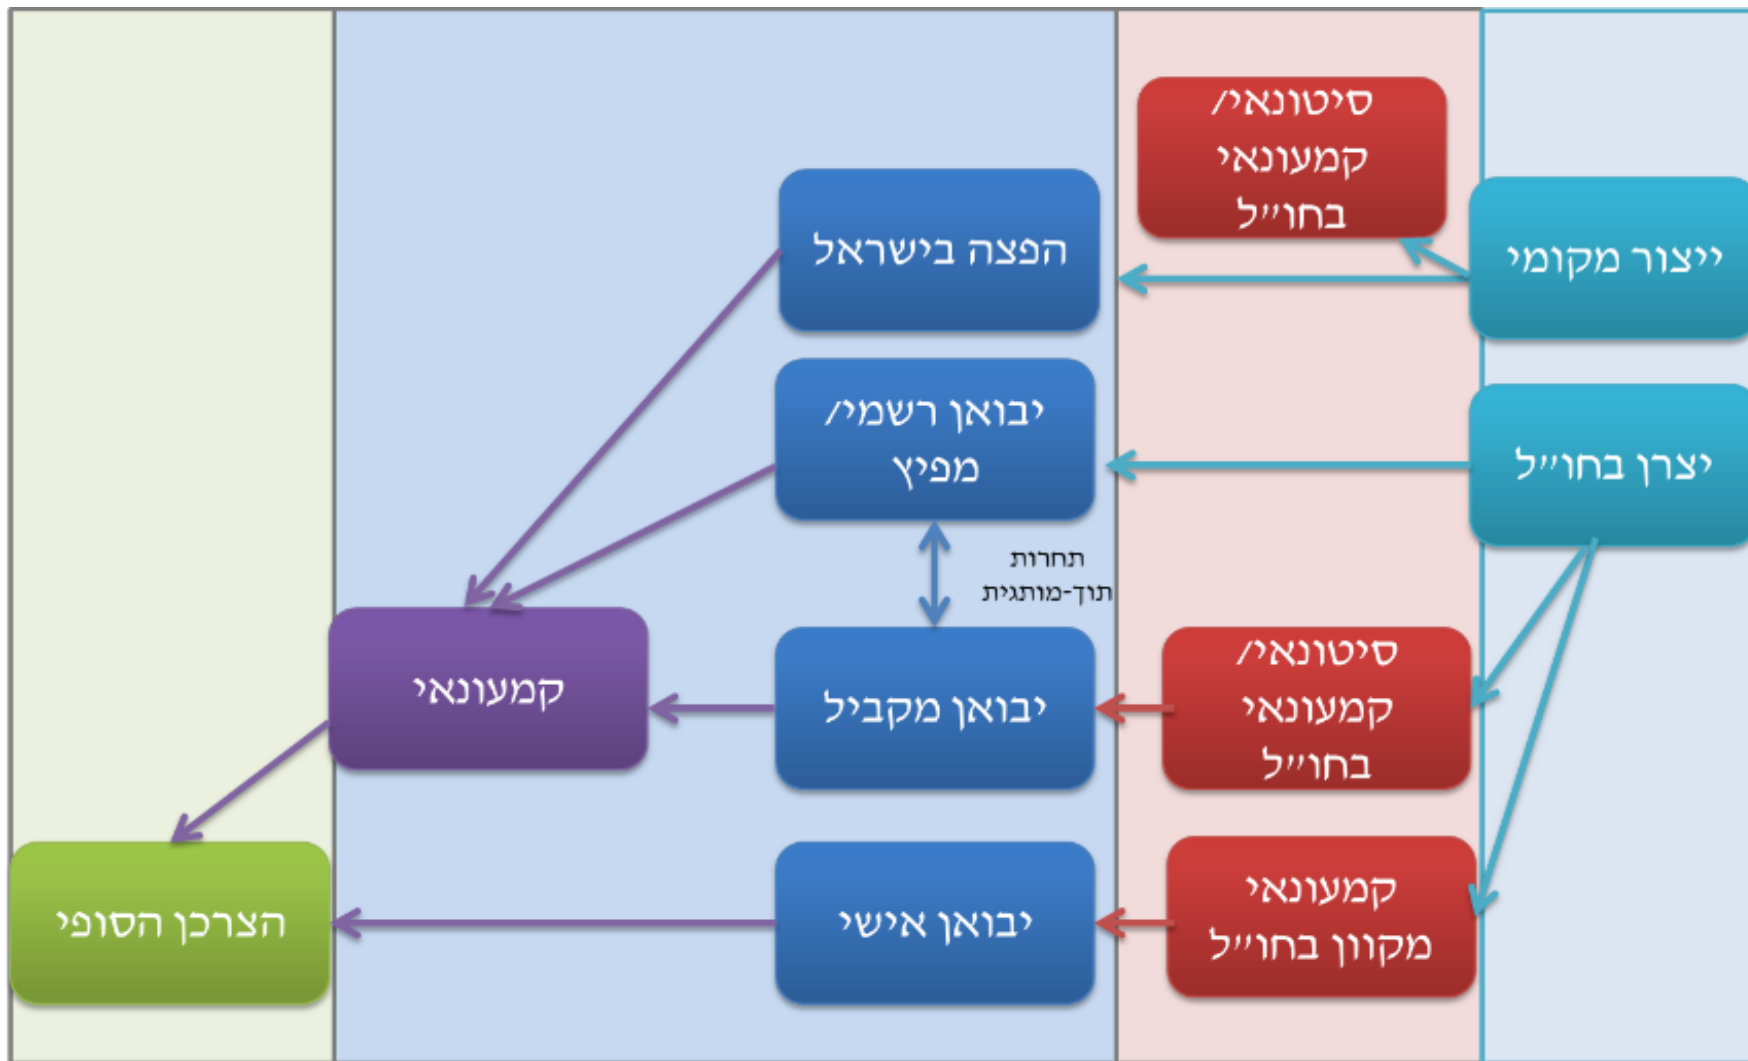 ייצור מקומי
יצרן בחו״ל
סיטונאי/
קמעונאי
בחו״ל
סיטונאי/
קמעונאי
בחו״ל
קמעונאי
מקוון בחו״ל
הפצה בישראל
יבואן רשמי/
מפיץ
תחרות
תוך-מותגית
יבואן מקביל
יבואן אישי
קמעונאי
הצרכן הסופי